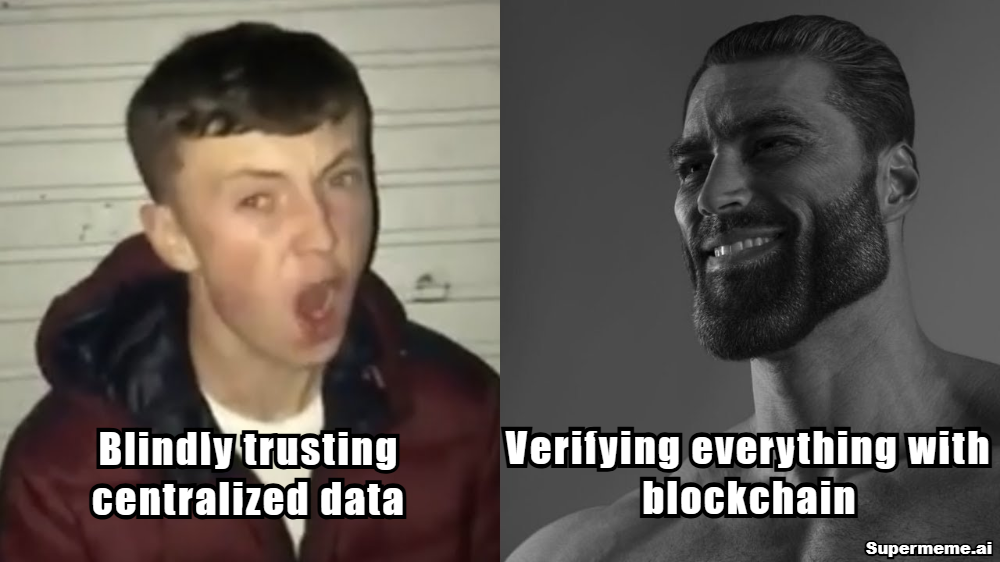 Blindly trusting
centralized data
Verifying everything with
blockchain
Supermeme.ai